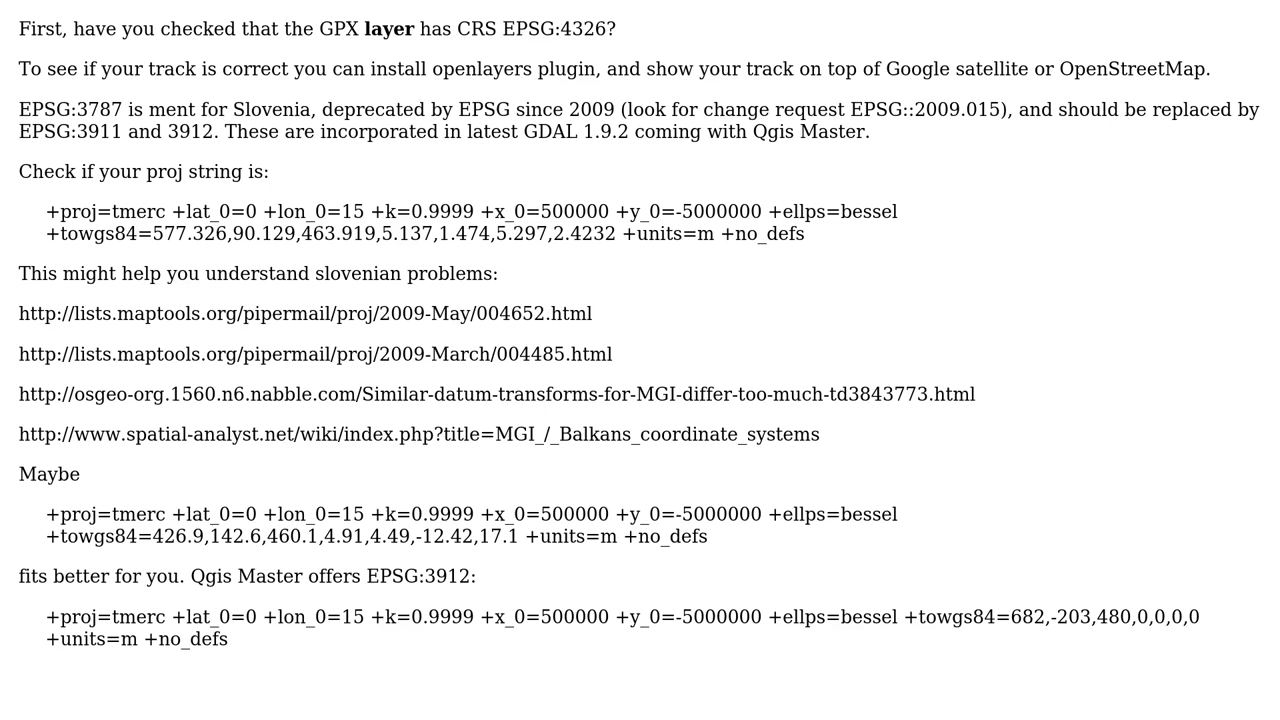 First, have you checked that the GPX layer has CRS EPSG:4326?
To see if your track is correct you can install openlayers plugin, and show your track on top of Google satellite or OpenStreetMap.
EPSG:3787 is ment for Slovenia, deprecated by EPSG since 2009 (look for change request EPSG::2009.015), and should be replaced by
EPSG:3911 and 3912. These are incorporated in latest GDAL 1.9.2 coming with Qgis Master.
Check if your proj string is:
+proj=tmerc +lat_0=0 +lon_0=15 +k=0.9999 +x_0=500000 +y_0=-5000000 +ellps=bessel
+towgs84=577.326,90.129,463.919,5.137,1.474,5.297,2.4232 +units=m +no_defs
This might help you understand slovenian problems:
http://lists.maptools.org/pipermail/proj/2009-May/004652.html
http://lists.maptools.org/pipermail/proj/2009-March/004485.html
http://osgeo-org.1560.n6.nabble.com/Similar-datum-transforms-for-MGI-differ-too-much-td3843773.html
http://www.spatial-analyst.net/wiki/index.php?title=MGI_/_Balkans_coordinate_systems
Maybe
+proj=tmerc +lat_0=0 +lon_0=15 +k=0.9999 +x_0=500000 +y_0=-5000000 +ellps=bessel
+towgs84=426.9,142.6,460.1,4.91,4.49,-12.42,17.1 +units=m +no_defs
fits better for you. Qgis Master offers EPSG:3912:
+proj=tmerc +lat_0=0 +lon_0=15 +k=0.9999 +x_0=500000 +y_0=-5000000 +ellps=bessel +towgs84=682,-203,480,0,0,0,0
+units=m +no_defs